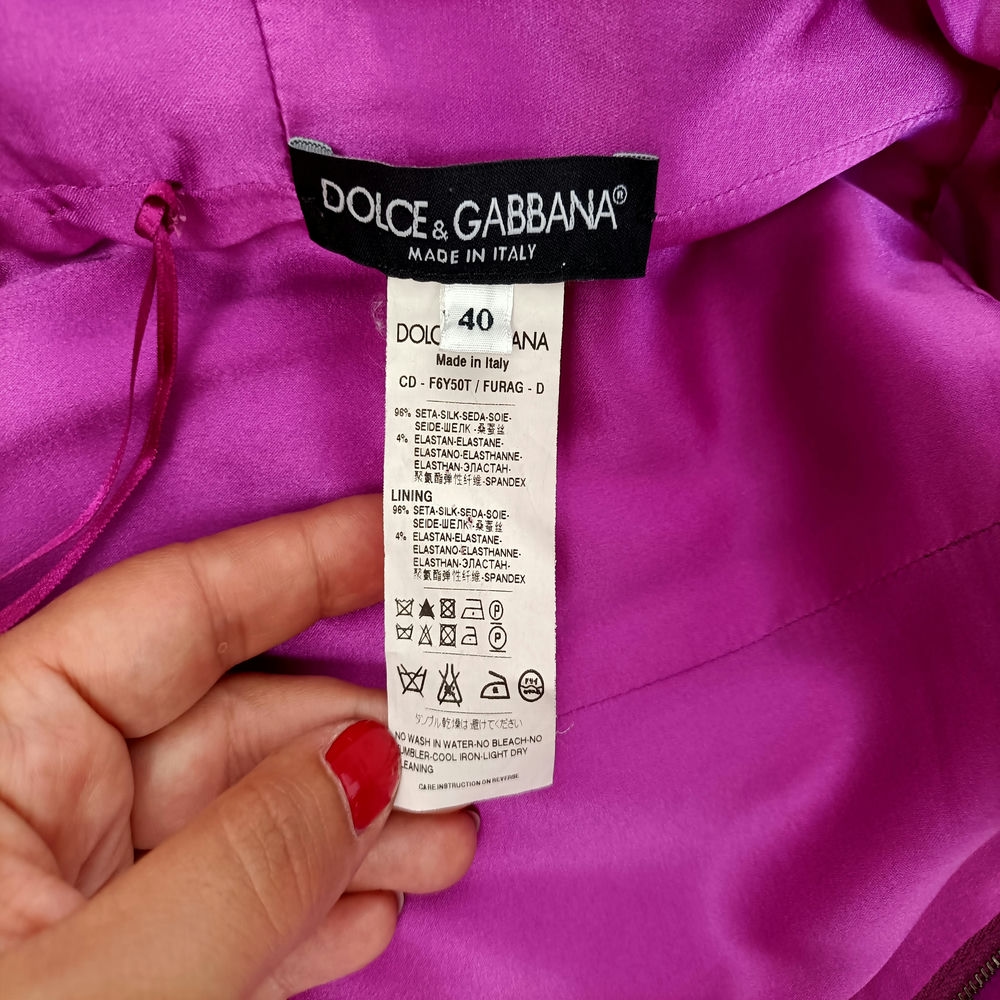 DOLCE & GABBANA®
MADE IN ITALY
40
DOLC ANA
Made in Italy
CD - F6Y50T / FURAG - D
96% SETA-SILK-SEDA-SOIE-
SEIDE-ШЕЛК-桑蚕丝
4% ELASTAN-ELASTANE-
ELASTANO-ELASTHANNE-
ELASTHAN-ЭЛАСТАН-
聚氨酯弹性纤维-SPANDEX
LINING
96% SETA-SILK-SEDA-SOIE-
SEIDE-ШЕЛК-桑蚕丝
4% ELASTAN-ELASTANE-
ELASTANO-ELASTHANNE-
ELASTHAN-ЭЛАСТАН-
聚氨酯弹性纤维-SPANDEX
P
P
タンブル乾燥は避けてください
NO WASH IN WATER-NO BLEACH-NO
UMBLER-COOL IRON-LIGHT DRY
LEANING
CARE INSTRUCTION ON REVERSE